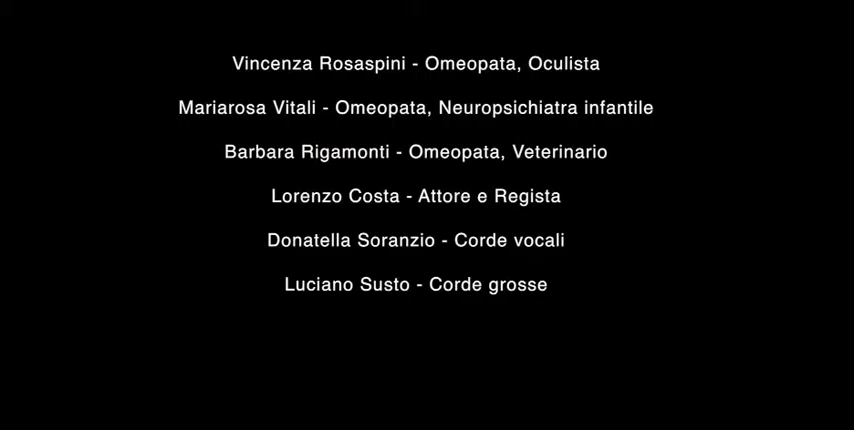 Vincenza Rosaspini - Omeopata, Oculista
Mariarosa Vitali - Omeopata, Neuropsichiatra infantile
Barbara Rigamonti - Omeopata, Veterinario
Lorenzo Costa - Attore e Regista
Donatella Soranzio - Corde vocali
Luciano Susto - Corde grosse